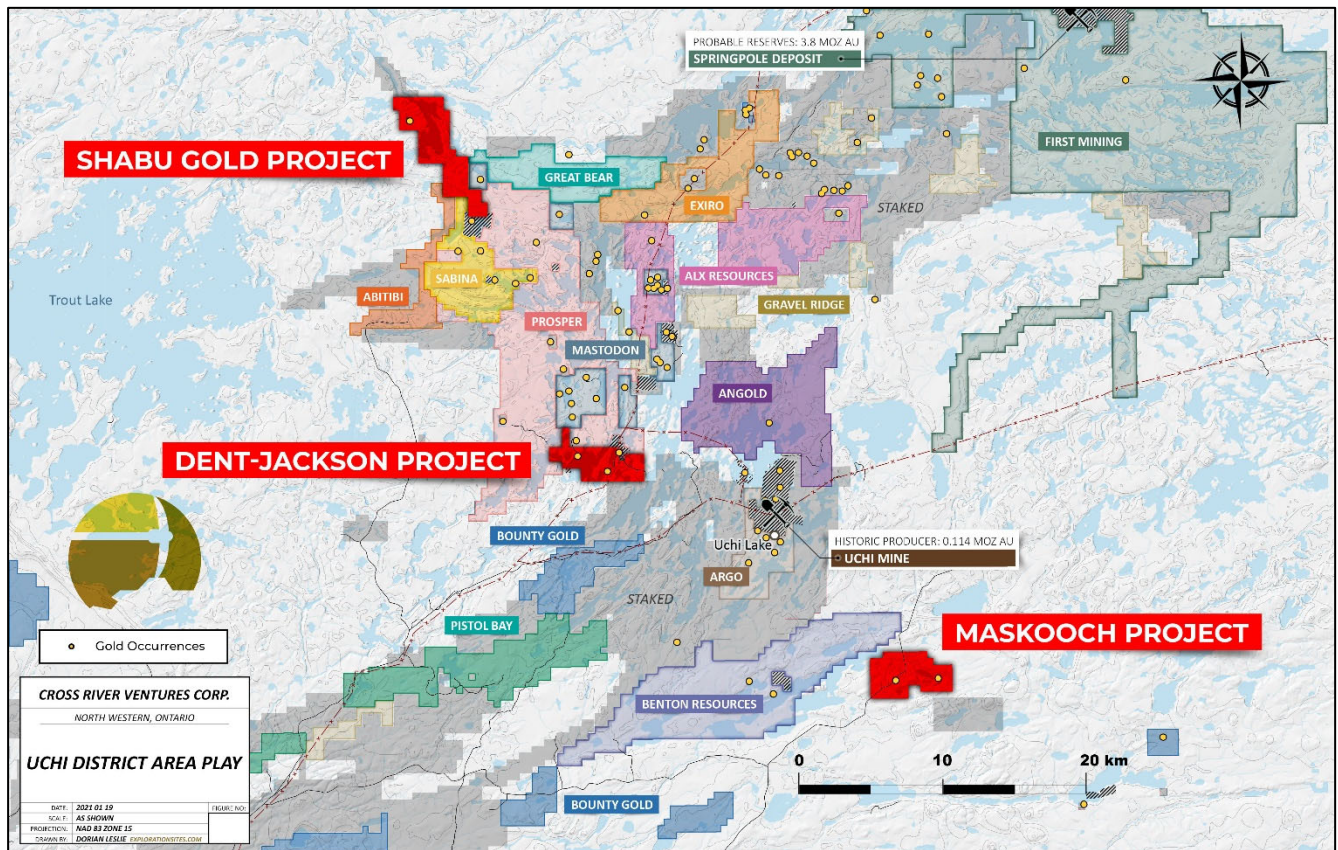 PROBABLE RESERVES: 3.8 MOZ AU
SPRINGPOLE DEPOSIT
FIRST MINING
SHABU GOLD PROJECT
GREAT BEAR
EXIRO
STAKED
SABINA
ALX RESOURCES
Trout Lake
ABITIBI
GRAVEL RIDGE
PROSPER
MASTODON
ANGOLD
DENT-JACKSON PROJECT
BOUNTY GOLD
Uchi Lake
HISTORIC PRODUCER: 0.114 MOZ AU
UCHI MINE
ARGO
STAKED
PISTOL BAY
MASKOOCH PROJECT
Gold Occurrences
BENTON RESOURCES
CROSS RIVER VENTURES CORP.
NORTH WESTERN, ONTARIO
UCHI DISTRICT AREA PLAY
DATE: 2021 01 19
FIGURE NO:
SCALE: AS SHOWN
PROJECTION: NAD 83 ZONE 15
DRAWN BY: DORIAN LESLIE EXPLORATIONSITES.COM
0 10 20 km
BOUNTY GOLD